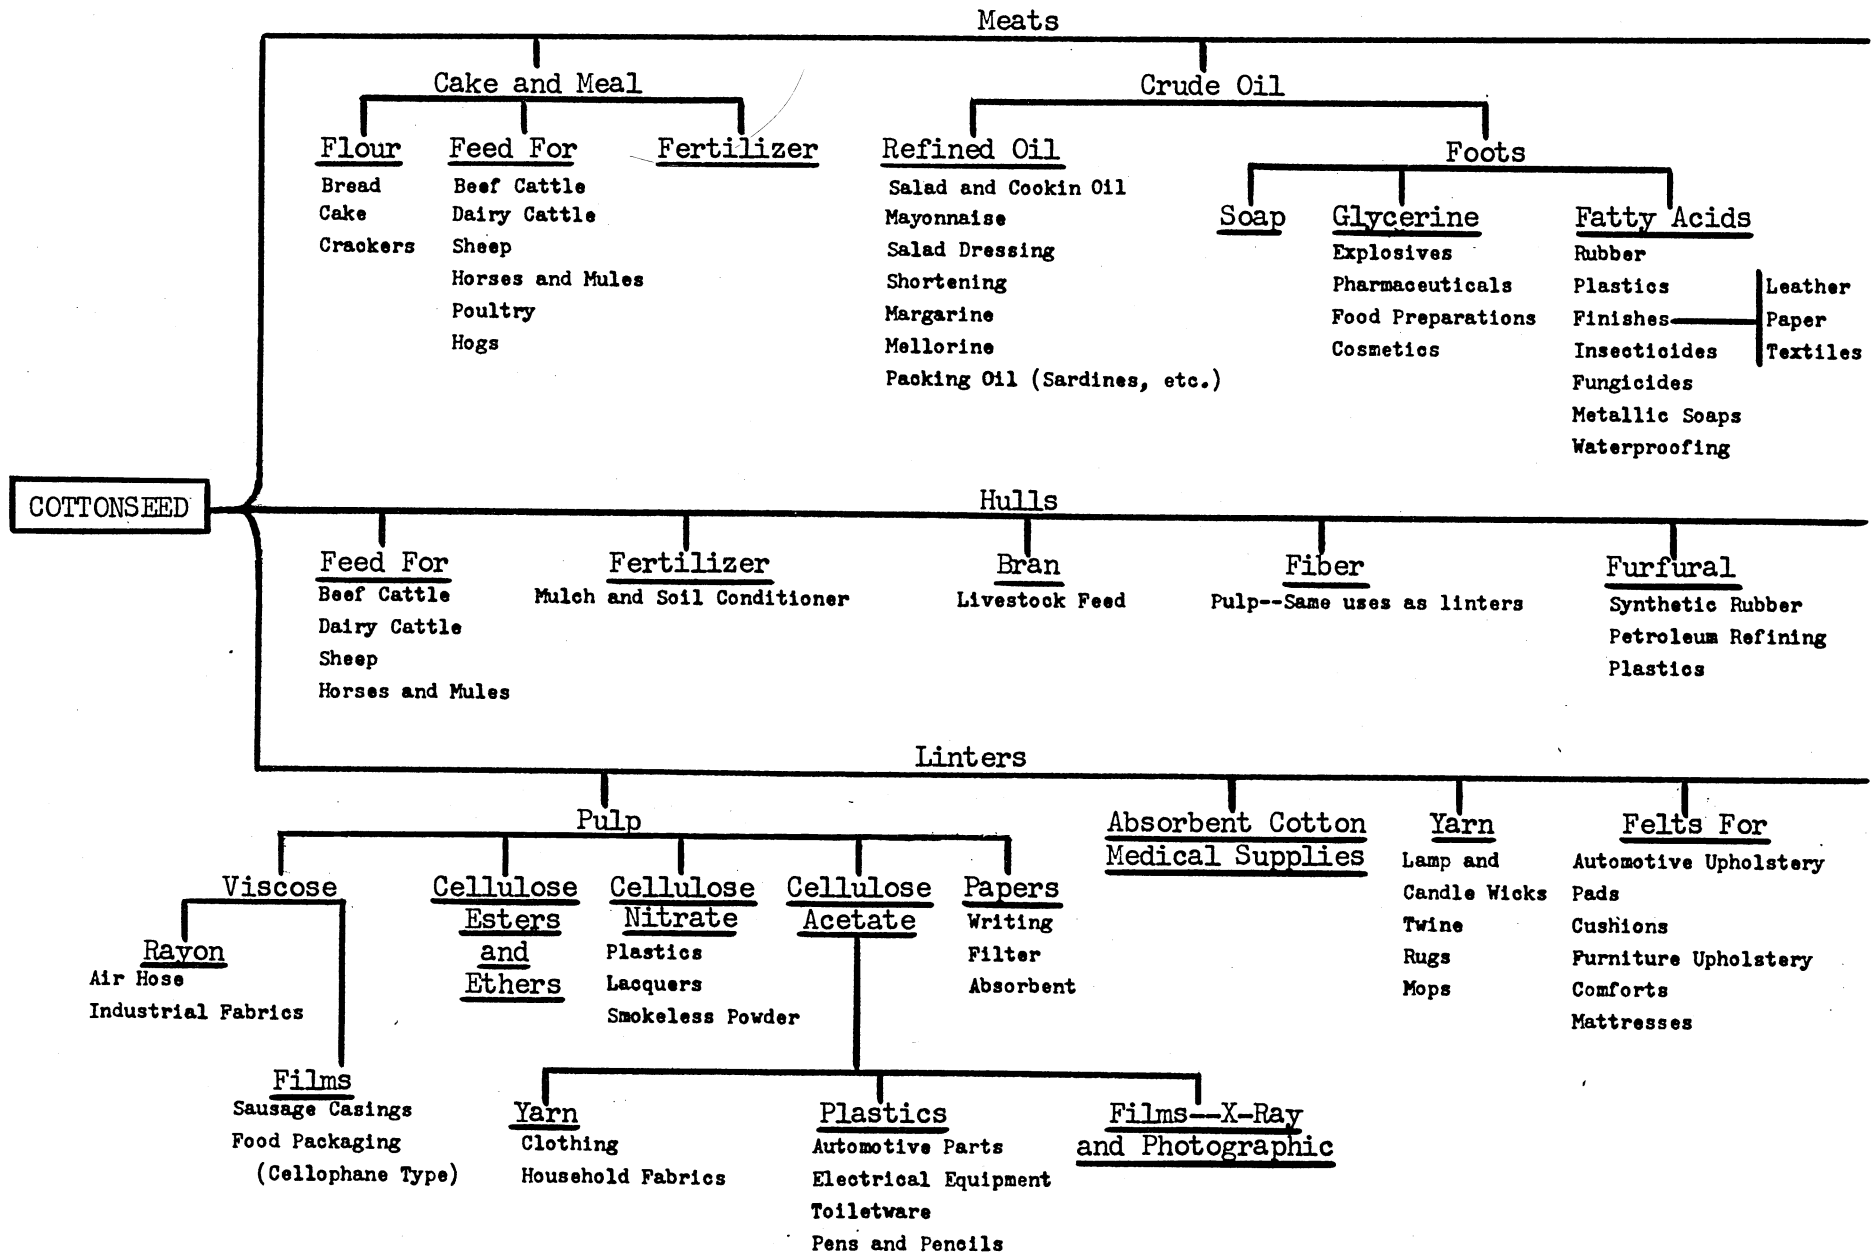 Meats
Cake and Meal
Crude Oil
Flour
Bread
Cake
Crackers
Feed For
Beef Cattle
Dairy Cattle
Sheep
Horses and Mules
Poultry
Hogs
Fertilizer
Refined Oil
Salad and Cookin Oil
Mayonnaise
Salad Dressing
Shortening
Margarine
Mellorine
Packing Oil (Sardines, etc.)
Foots
Soap
Glycerine
Explosives
Pharmaceuticals
Food Preparations
Cosmetics
Fatty Acids
Rubber
Plastics
Finishes
Insecticides
Fungicides
Metallic Soaps
Waterproofing
Leather
Paper
Textiles
COTTONSEED
Hulls
Feed For
Beef Cattle
Dairy Cattle
Sheep
Horses and Mules
Fertilizer
Mulch and Soil Conditioner
Bran
Livestock Feed
Fiber
Pulp--Same uses as linters
Furfural
Synthetic Rubber
Petroleum Refining
Plastics
Linters
Pulp
Viscose
Rayon
Air Hose
Industrial Fabrics
Films
Sausage Casings
Food Packaging
(Cellophane Type)
Cellulose
Esters
and
Ethers
Cellulose
Nitrate
Plastics
Lacquers
Smokeless Powder
Cellulose
Acetate
Yarn
Clothing
Household Fabrics
Plastics
Automotive Parts
Electrical Equipment
Toiletware
Pens and Pencils
Films--X-Ray
and Photographic
Papers
Writing
Filter
Absorbent
Absorbent Cotton
Medical Supplies
Yarn
Lamp and
Candle Wicks
Twine
Rugs
Mops
Felts For
Automotive Upholstery
Pads
Cushions
Furniture Upholstery
Comforts
Mattresses